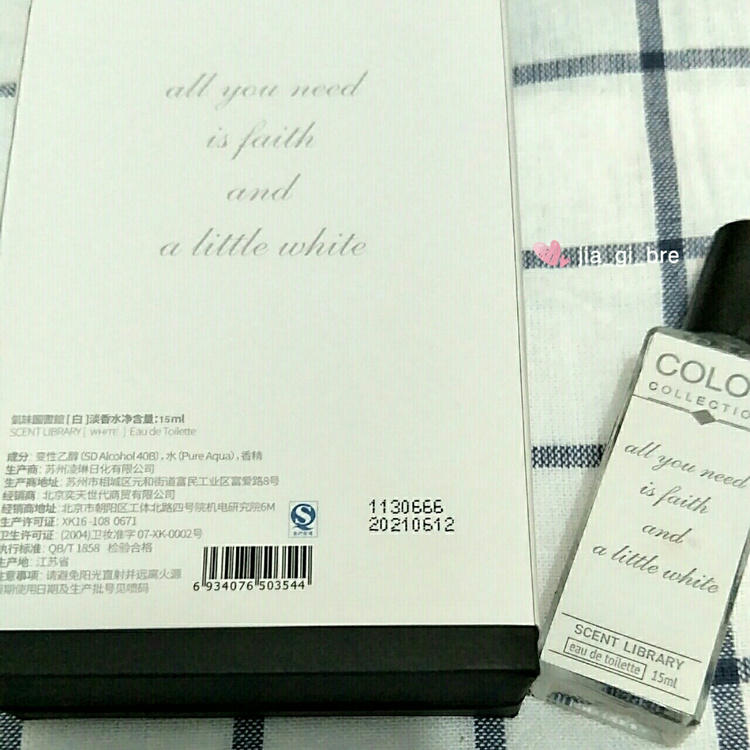 all you need
is faith
and
a little white
氣味圖書館 [ 白 ] 淡香水净含量:15ml
SCENT LIBRARY [ WHITE ] Eau de Toilette
成分: 变性乙醇 (SD Alcohol 40B), 水 (Pure Aqua), 香精
生产商: 苏州凌琳日化有限公司
生产商地址: 苏州市相城区元和街道富民工业区富爱路8号
经销商: 北京奕天世代商贸有限公司
经销商地址: 北京市朝阳区工体北路四号院机电研究院6M
生产许可证: XK16-108 0671
卫生许可证: (2004)卫妆准字 07-XK-0002号
执行标准: QB/T 1858 检验合格
生产地: 江苏省
注意事项: 请避免阳光直射并远离火源
限期使用日期及生产批号见喷码
1130666
20210612
6 934076 503544
lia_gi_bre
COLO
COLLECTIO
all you need
is faith
and
a little white
SCENT LIBRARY
eau de toilette 15ml